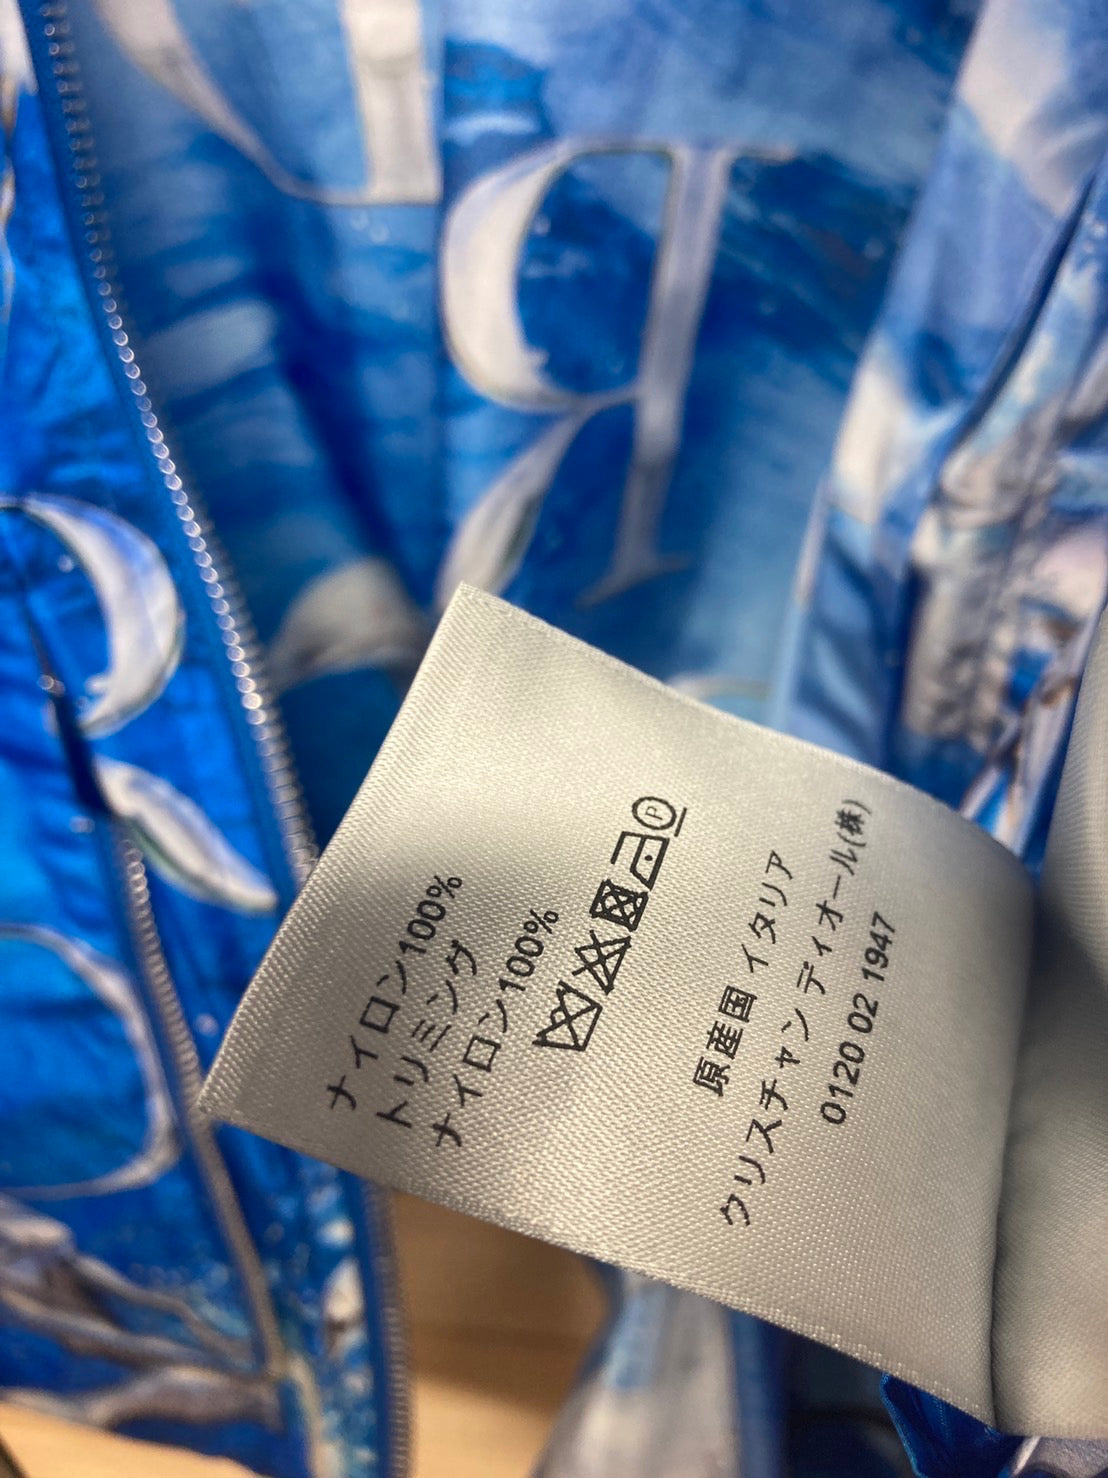 ナイロン100%
トリミング
ナイロン100%
P
原産国 イタリア
クリスチャン ディオール(株)
0120 02 1947
R